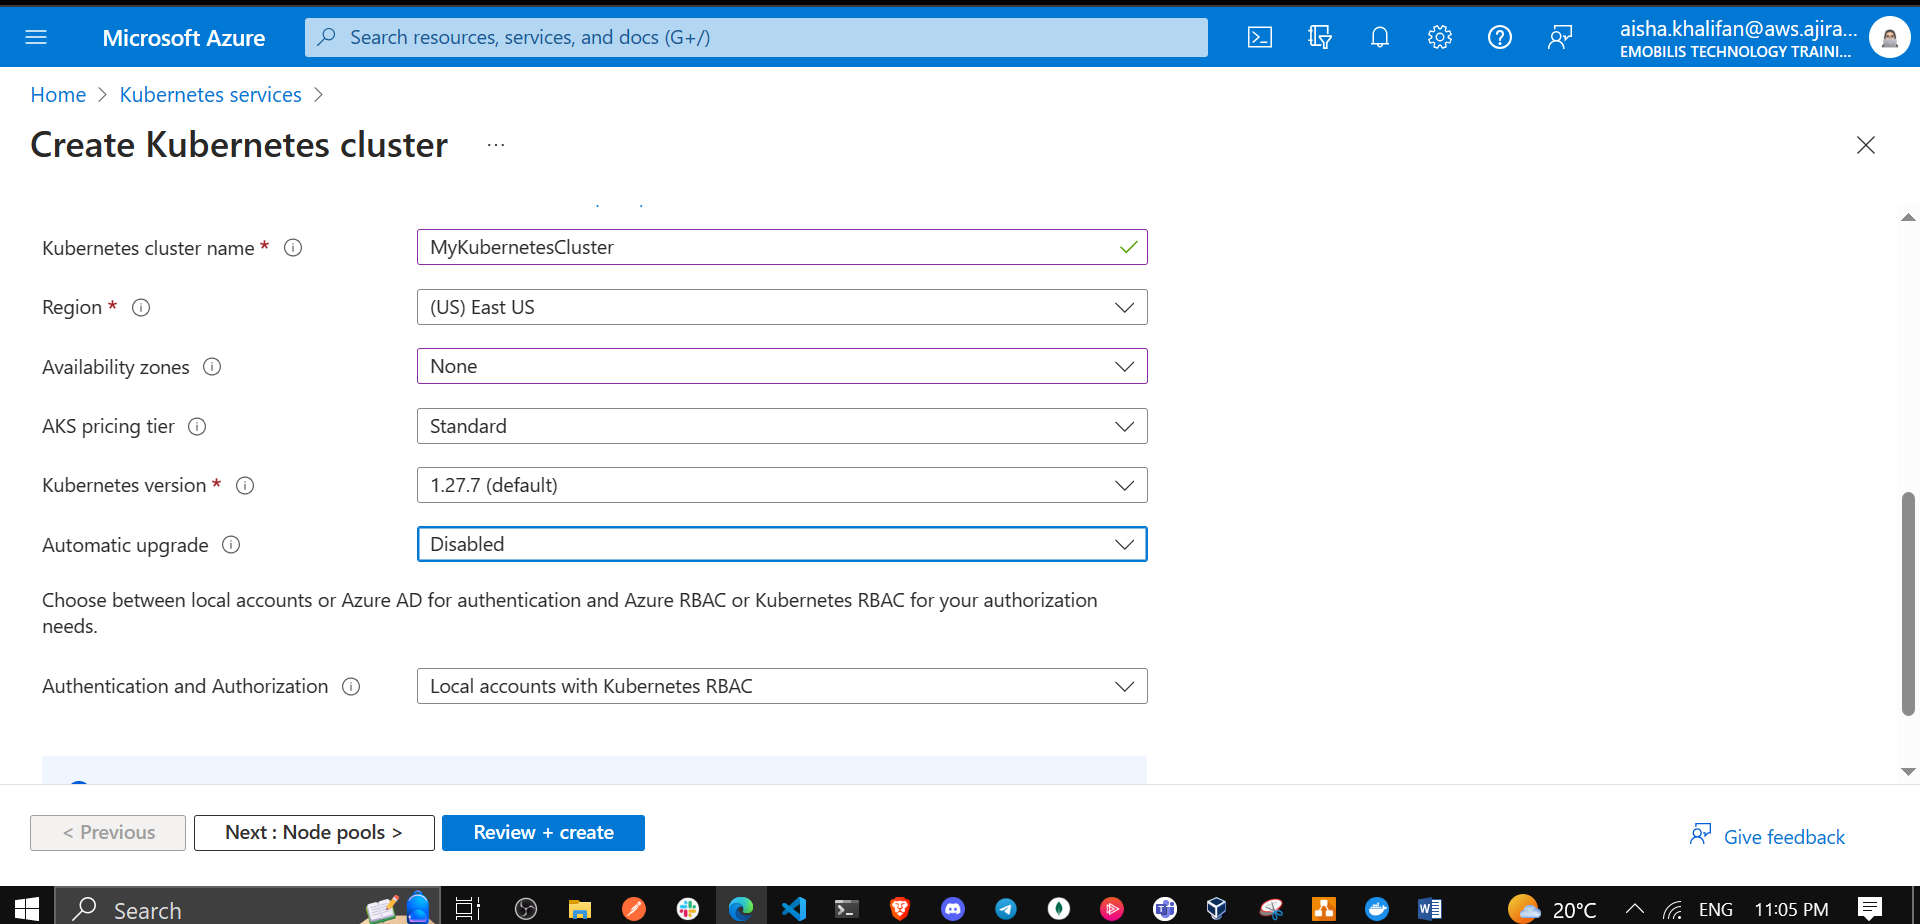 Microsoft Azure
Search resources, services, and docs (G+/)
aisha.khalifan@aws.ajira...
EMOBILIS TECHNOLOGY TRAINI...
Home > Kubernetes services >
Create Kubernetes cluster ...
Kubernetes cluster name * MyKubernetesCluster
Region * (US) East US
Availability zones None
AKS pricing tier Standard
Kubernetes version * 1.27.7 (default)
Automatic upgrade Disabled
Choose between local accounts or Azure AD for authentication and Azure RBAC or Kubernetes RBAC for your authorization
needs.
Authentication and Authorization Local accounts with Kubernetes RBAC
< Previous
Next : Node pools >
Review + create
Give feedback
Search
20°C
ENG
11:05 PM